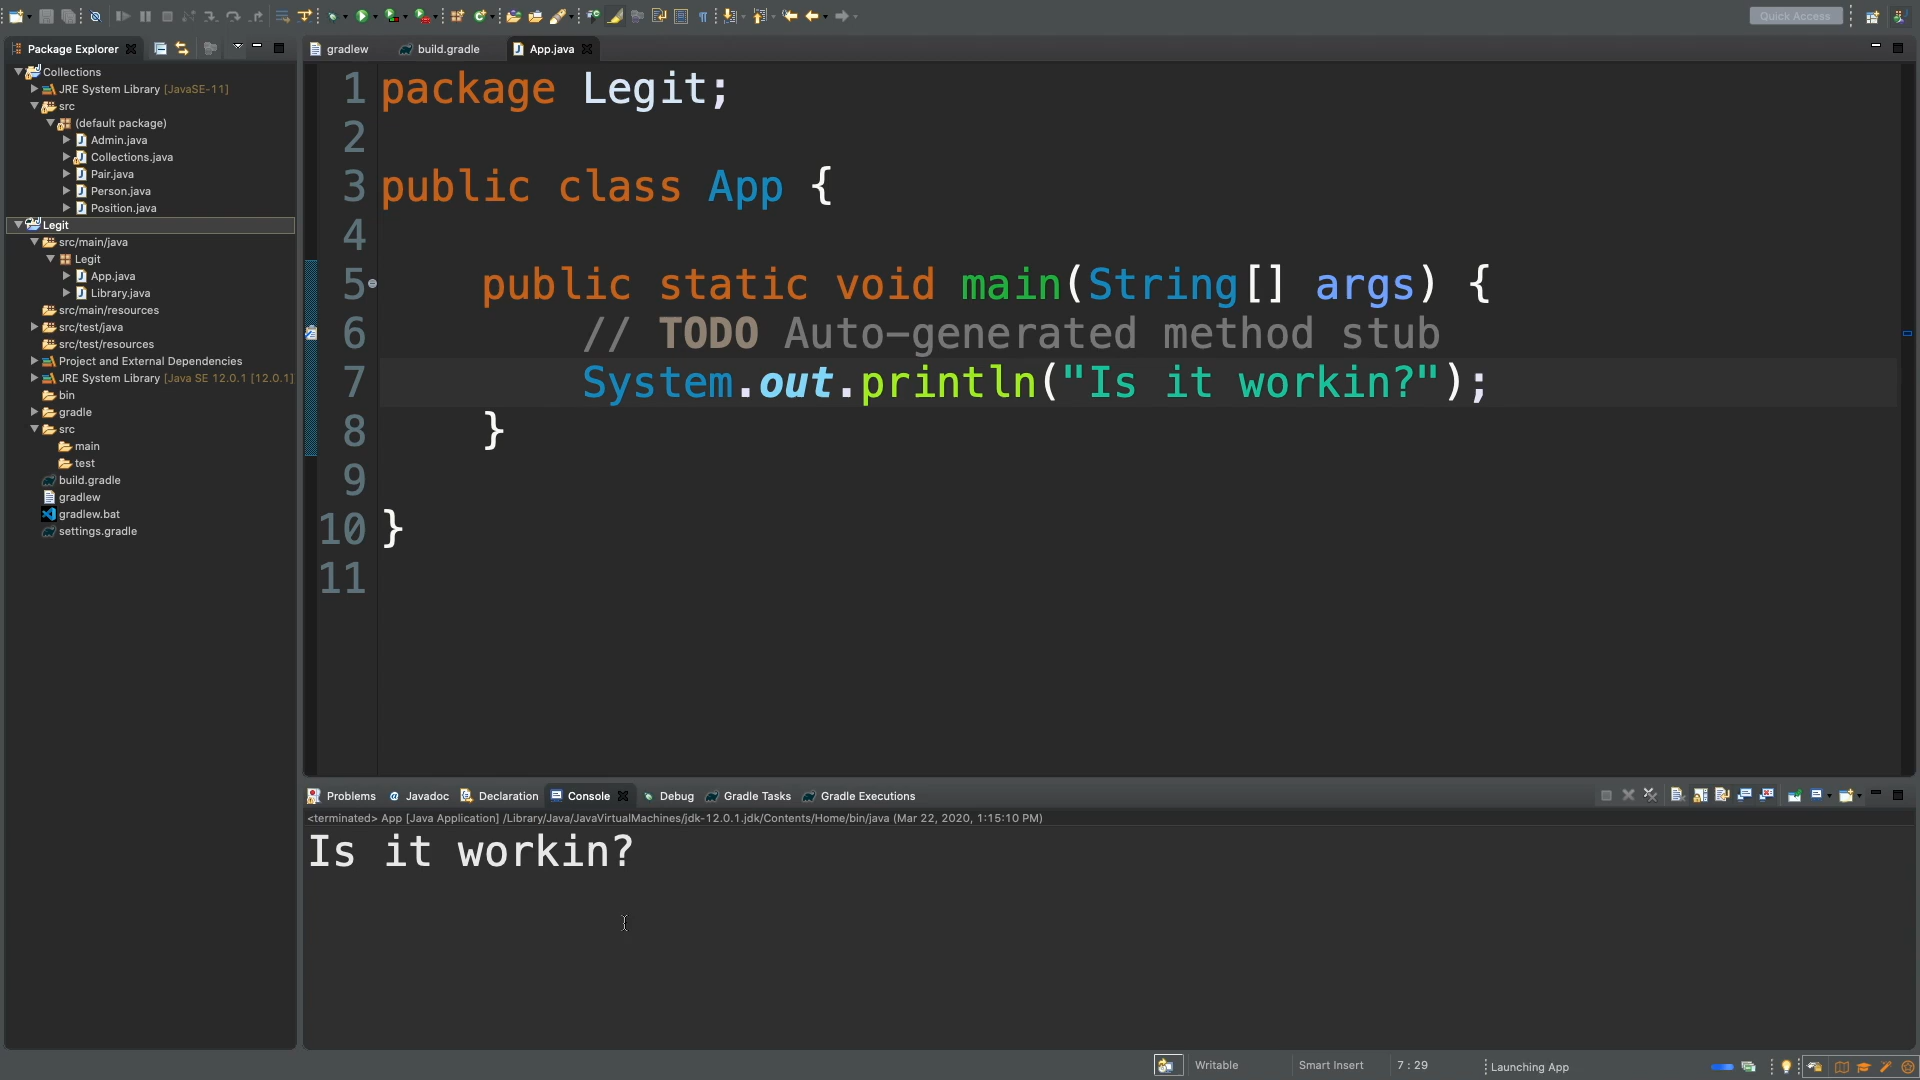 Quick Access
Package Explorer
gradlew
build.gradle
App.java
Collections
JRE System Library [JavaSE-11]
src
(default package)
Admin.java
Collections.java
Pair.java
Person.java
Position.java
Legit
src/main/java
Legit
App.java
Library.java
src/main/resources
src/test/java
src/test/resources
Project and External Dependencies
JRE System Library [Java SE 12.0.1 [12.0.1]
bin
gradle
src
main
test
build.gradle
gradlew
gradlew.bat
settings.gradle
1 package Legit;
2
3 public class App {
4
5 public static void main(String[] args) {
6 // TODO Auto-generated method stub
7 System.out.println("Is it workin?");
8 }
9
10 }
11
Problems
Javadoc
Declaration
Console
Debug
Gradle Tasks
Gradle Executions
<terminated> App [Java Application] /Library/Java/JavaVirtualMachines/jdk-12.0.1.jdk/Contents/Home/bin/java (Mar 22, 2020, 1:15:10 PM)
Is it workin?
Writable
Smart Insert
7 : 29
Launching App